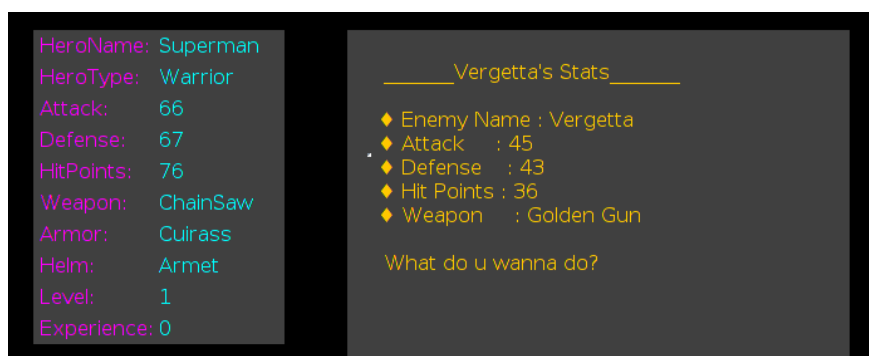 HeroName: Superman
HeroType: Warrior
Attack: 66
Defense: 67
HitPoints: 76
Weapon: ChainSaw
Armor: Cuirass
Helm: Armet
Level: 1
Experience: 0
_______Vergetta's Stats_______
♦ Enemy Name : Vergetta
♦ Attack : 45
♦ Defense : 43
♦ Hit Points : 36
♦ Weapon : Golden Gun
What do u wanna do?